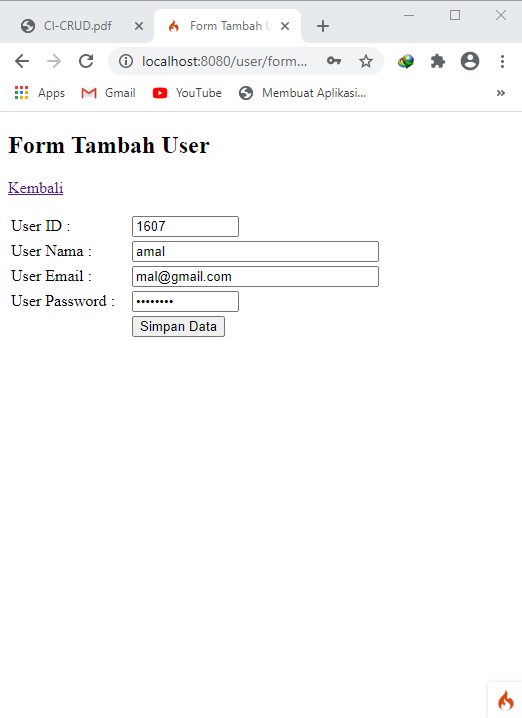 CI-CRUD.pdf
Form Tambah U
localhost:8080/user/form...
Apps
Gmail
YouTube
Membuat Aplikasi...
»
Form Tambah User
Kembali
User ID : 1607
User Nama : amal
User Email : mal@gmail.com
User Password : ••••••••
Simpan Data